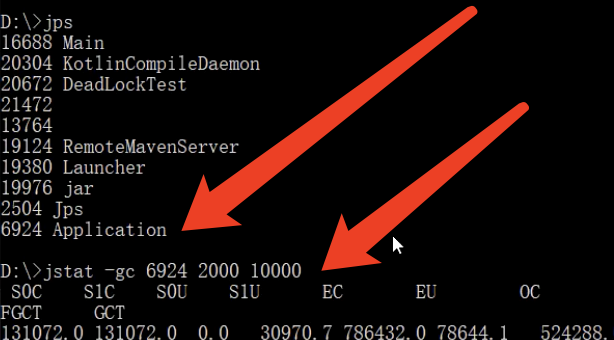 D:\>jps
16688 Main
20304 KotlinCompileDaemon
20672 DeadLockTest
21472
13764
19124 RemoteMavenServer
19380 Launcher
19976 jar
2504 Jps
6924 Application
D:\>jstat -gc 6924 2000 10000
S0C S1C S0U S1U EC EU OC
FGCT GCT
131072.0 131072.0 0.0 30970.7 786432.0 78644.1 524288.